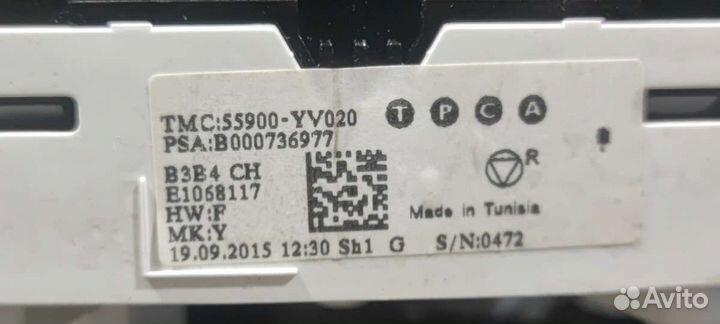 TMC:55900-YV020 T P C A
PSA:B000736977
B3B4 CH R
E1068117
HW:F Made in Tunisia
MK:Y
19.09.2015 12:30 Sh1 G S/N:0472
Avito